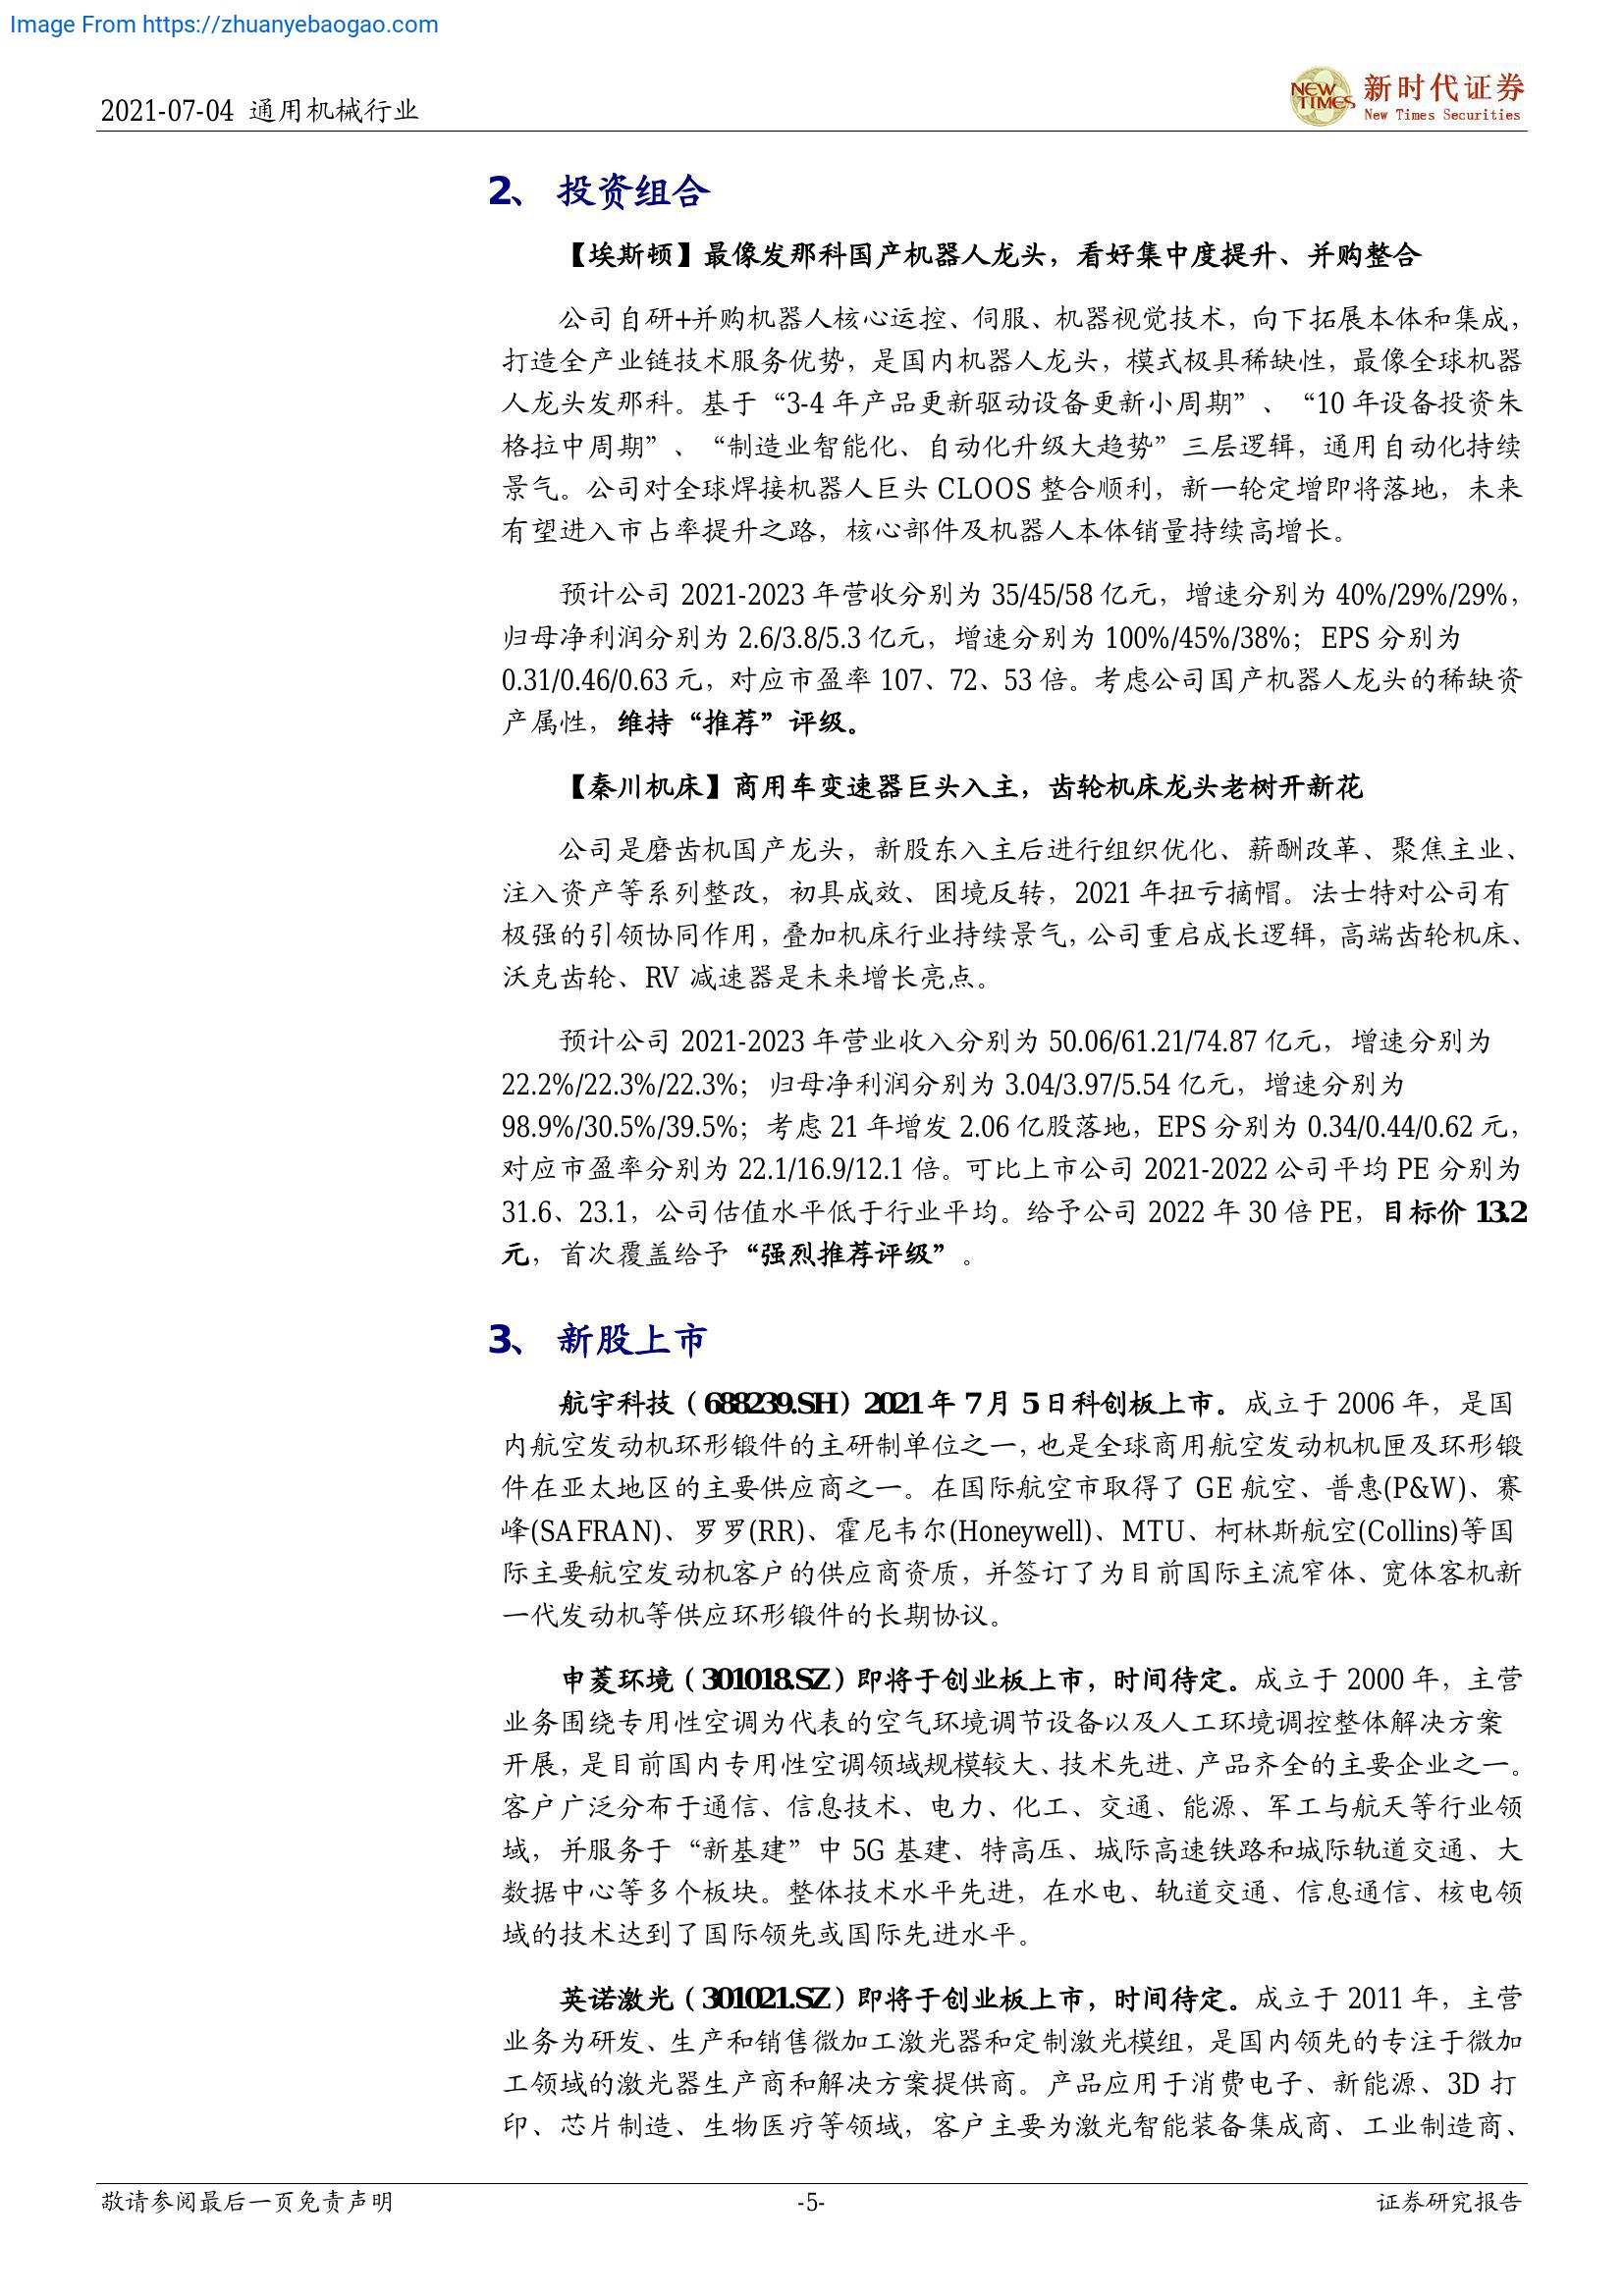 Image From https://zhuanyebaogao.com
2021-07-04 通用机械行业
NEW TIMES
新时代证券
New Times Securities
2、 投资组合
【埃斯顿】最像发那科国产机器人龙头，看好集中度提升、并购整合
公司自研+并购机器人核心运控、伺服、机器视觉技术，向下拓展本体和集成，
打造全产业链技术服务优势，是国内机器人龙头，模式极具稀缺性，最像全球机器
人龙头发那科。基于“3-4 年产品更新驱动设备更新小周期”、“10 年设备投资朱
格拉中周期”、“制造业智能化、自动化升级大趋势”三层逻辑，通用自动化持续
景气。公司对全球焊接机器人巨头 CLOOS 整合顺利，新一轮定增即将落地，未来
有望进入市占率提升之路，核心部件及机器人本体销量持续高增长。
预计公司 2021-2023 年营收分别为 35/45/58 亿元，增速分别为 40%/29%/29%，
归母净利润分别为 2.6/3.8/5.3 亿元，增速分别为 100%/45%/38%；EPS 分别为
0.31/0.46/0.63 元，对应市盈率 107、72、53 倍。考虑公司国产机器人龙头的稀缺资
产属性，维持“推荐”评级。
【秦川机床】商用车变速器巨头入主，齿轮机床龙头老树开新花
公司是磨齿机国产龙头，新股东入主后进行组织优化、薪酬改革、聚焦主业、
注入资产等系列整改，初具成效、困境反转，2021 年扭亏摘帽。法士特对公司有
极强的引领协同作用，叠加机床行业持续景气，公司重启成长逻辑，高端齿轮机床、
沃克齿轮、RV 减速器是未来增长亮点。
预计公司 2021-2023 年营业收入分别为 50.06/61.21/74.87 亿元，增速分别为
22.2%/22.3%/22.3%；归母净利润分别为 3.04/3.97/5.54 亿元，增速分别为
98.9%/30.5%/39.5%；考虑 21 年增发 2.06 亿股落地，EPS 分别为 0.34/0.44/0.62 元，
对应市盈率分别为 22.1/16.9/12.1 倍。可比上市公司 2021-2022 公司平均 PE 分别为
31.6、23.1，公司估值水平低于行业平均。给予公司 2022 年 30 倍 PE，目标价 13.2
元，首次覆盖给予“强烈推荐评级”。
3、 新股上市
航宇科技（688239.SH）2021 年 7 月 5 日科创板上市。成立于 2006 年，是国
内航空发动机环形锻件的主研制单位之一，也是全球商用航空发动机机匣及环形锻
件在亚太地区的主要供应商之一。在国际航空市取得了 GE 航空、普惠(P&W)、赛
峰(SAFRAN)、罗罗(RR)、霍尼韦尔(Honeywell)、MTU、柯林斯航空(Collins)等国
际主要航空发动机客户的供应商资质，并签订了为目前国际主流窄体、宽体客机新
一代发动机等供应环形锻件的长期协议。
申菱环境（301018.SZ）即将于创业板上市，时间待定。成立于 2000 年，主营
业务围绕专用性空调为代表的空气环境调节设备以及人工环境调控整体解决方案
开展，是目前国内专用性空调领域规模较大、技术先进、产品齐全的主要企业之一。
客户广泛分布于通信、信息技术、电力、化工、交通、能源、军工与航天等行业领
域，并服务于“新基建”中 5G 基建、特高压、城际高速铁路和城际轨道交通、大
数据中心等多个板块。整体技术水平先进，在水电、轨道交通、信息通信、核电领
域的技术达到了国际领先或国际先进水平。
英诺激光（301021.SZ）即将于创业板上市，时间待定。成立于 2011 年，主营
业务为研发、生产和销售微加工激光器和定制激光模组，是国内领先的专注于微加
工领域的激光器生产商和解决方案提供商。产品应用于消费电子、新能源、3D 打
印、芯片制造、生物医疗等领域，客户主要为激光智能装备集成商、工业制造商、
敬请参阅最后一页免责声明
-5-
证券研究报告